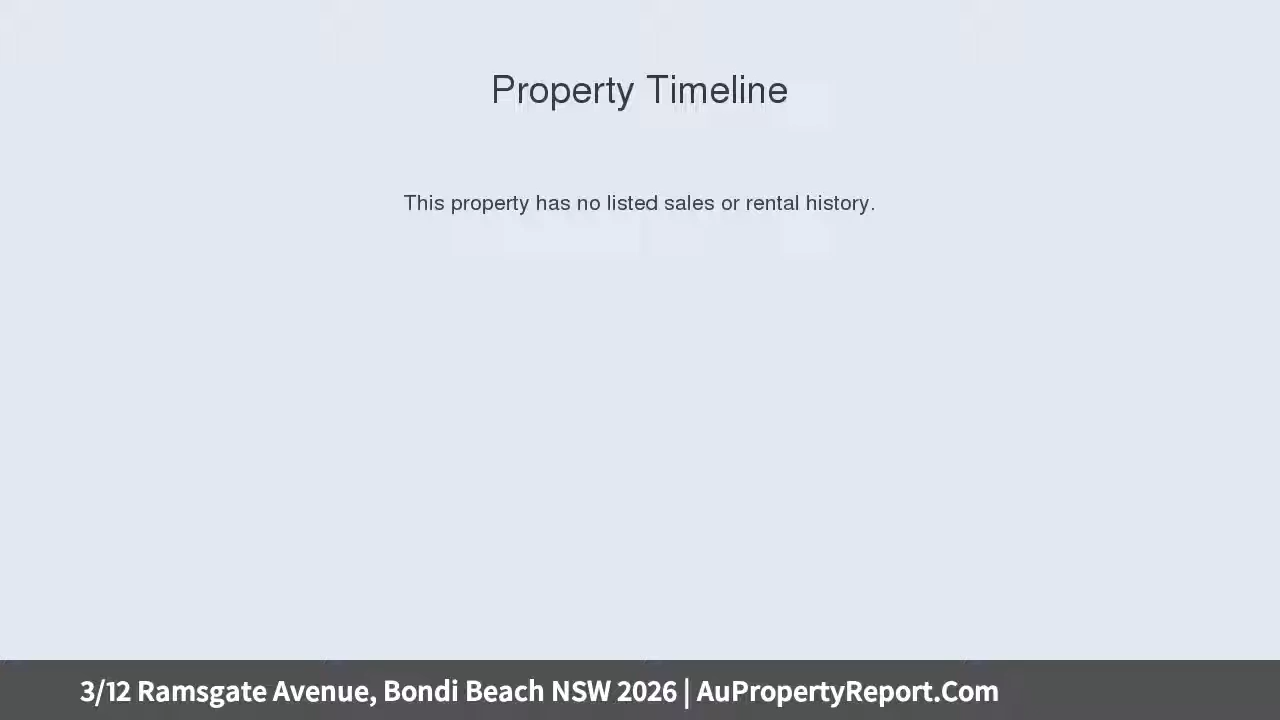 Property Timeline
This property has no listed sales or rental history.
3/12 Ramsgate Avenue, Bondi Beach NSW 2026 | AuPropertyReport.Com